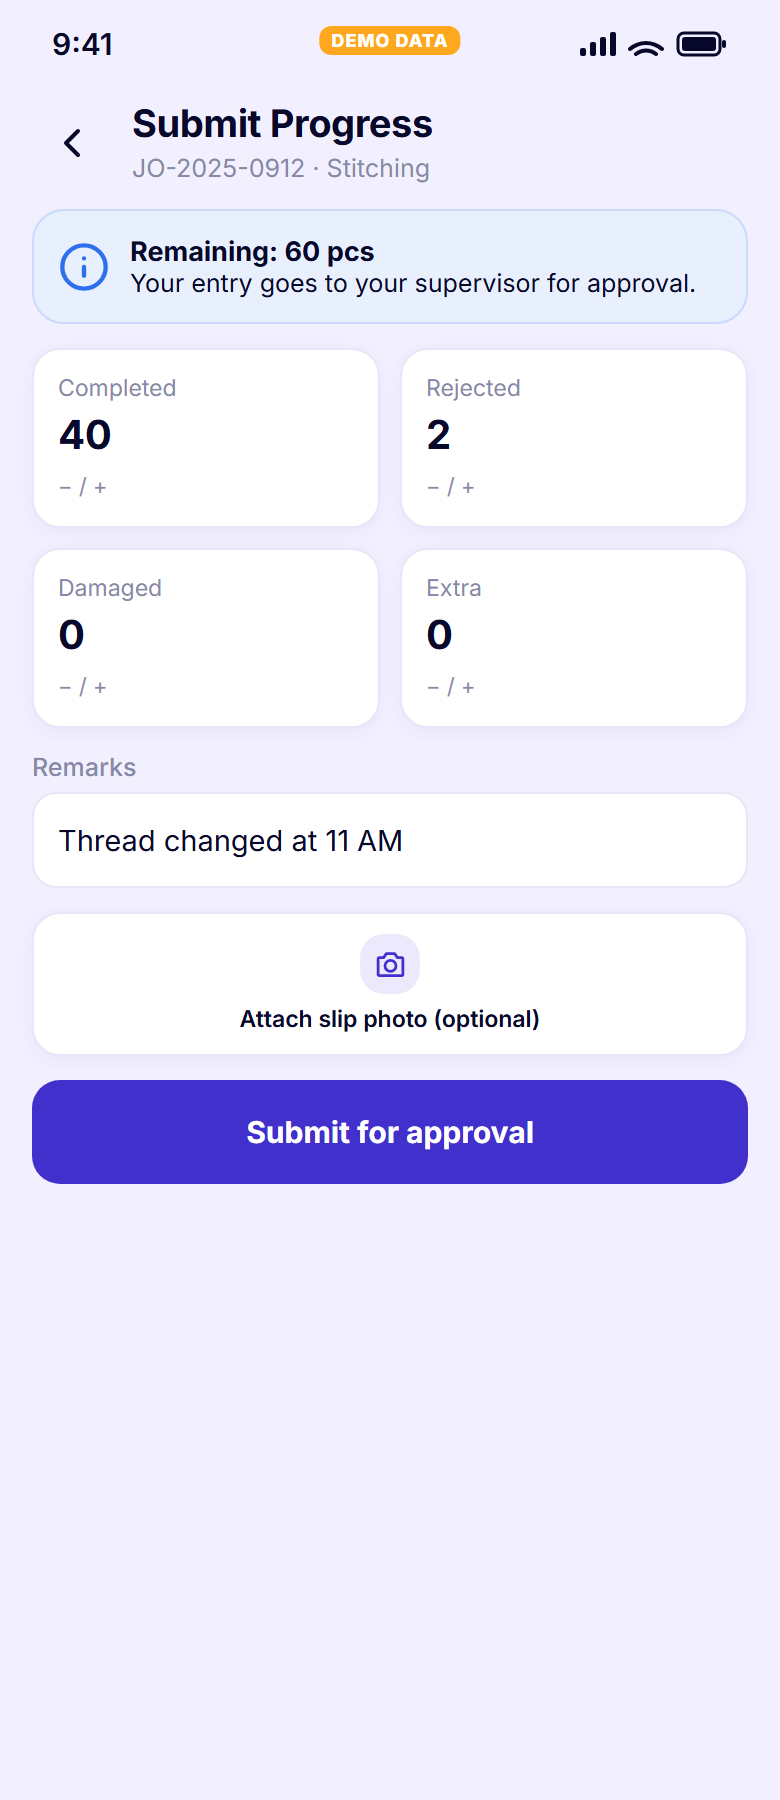 9:41
DEMO DATA
Submit Progress
JO-2025-0912 · Stitching
Remaining: 60 pcs
Your entry goes to your supervisor for approval.
Completed
40
− / +
Rejected
2
− / +
Damaged
0
− / +
Extra
0
− / +
Remarks
Thread changed at 11 AM
Attach slip photo (optional)
Submit for approval